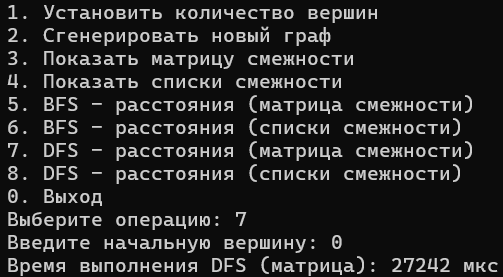 1. Установить количество вершин
2. Сгенерировать новый граф
3. Показать матрицу смежности
4. Показать списки смежности
5. BFS - расстояния (матрица смежности)
6. BFS - расстояния (списки смежности)
7. DFS - расстояния (матрица смежности)
8. DFS - расстояния (списки смежности)
0. Выход
Выберите операцию: 7
Введите начальную вершину: 0
Время выполнения DFS (матрица): 27242 мкс